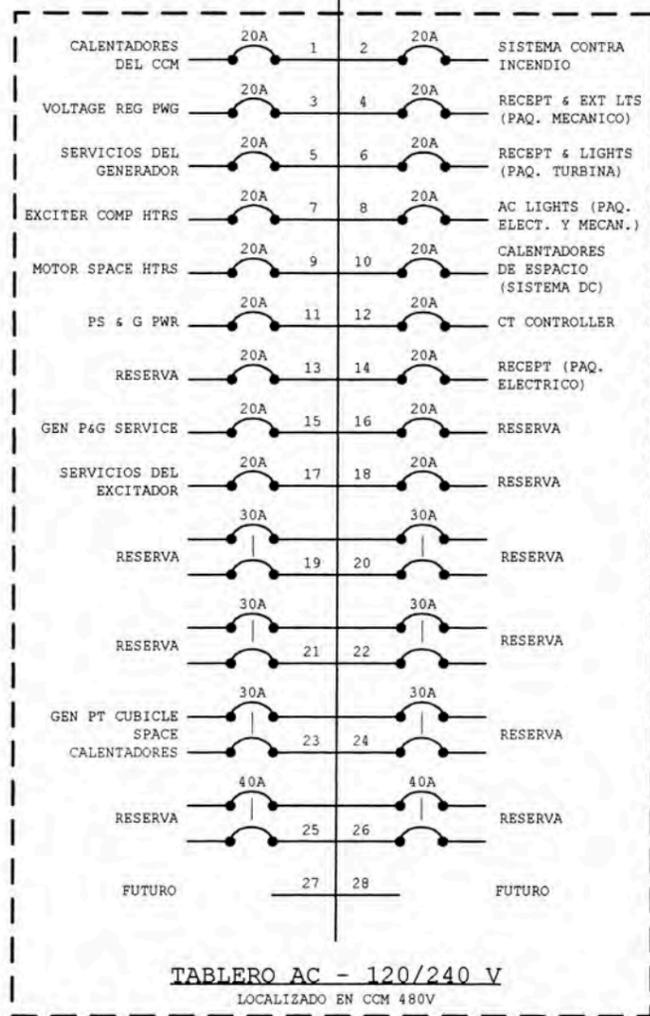 20A 20A
CALENTADORES 1 2 SISTEMA CONTRA
DEL CCM INCENDIO
20A 20A
VOLTAGE REG PWG 3 4 RECEPT & EXT LTS
(PAQ. MECANICO)
20A 20A
SERVICIOS DEL 5 6 RECEPT & LIGHTS
GENERADOR (PAQ. TURBINA)
20A 20A
EXCITER COMP HTRS 7 8 AC LIGHTS (PAQ.
ELECT. Y MECAN.)
20A 20A
MOTOR SPACE HTRS 9 10 CALENTADORES
DE ESPACIO
(SISTEMA DC)
20A 20A
PS & G PWR 11 12 CT CONTROLLER
20A 20A
RESERVA 13 14 RECEPT (PAQ.
ELECTRICO)
20A 20A
GEN P&G SERVICE 15 16 RESERVA
20A 20A
SERVICIOS DEL 17 18 RESERVA
EXCITADOR
30A 30A
RESERVA 19 20 RESERVA
30A 30A
RESERVA 21 22 RESERVA
30A 30A
GEN PT CUBICLE
SPACE RESERVA
CALENTADORES 23 24
40A 40A
RESERVA RESERVA
25 26
FUTURO 27 28 FUTURO
TABLERO AC - 120/240 V
LOCALIZADO EN CCM 480V